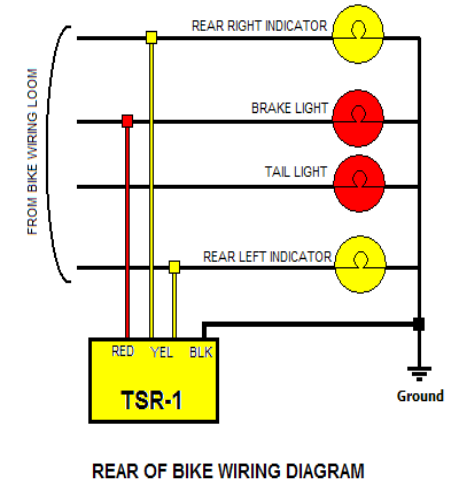 REAR RIGHT INDICATOR
BRAKE LIGHT
TAIL LIGHT
REAR LEFT INDICATOR
FROM BIKE WIRING LOOM
RED YEL BLK
TSR-1
Ground
REAR OF BIKE WIRING DIAGRAM